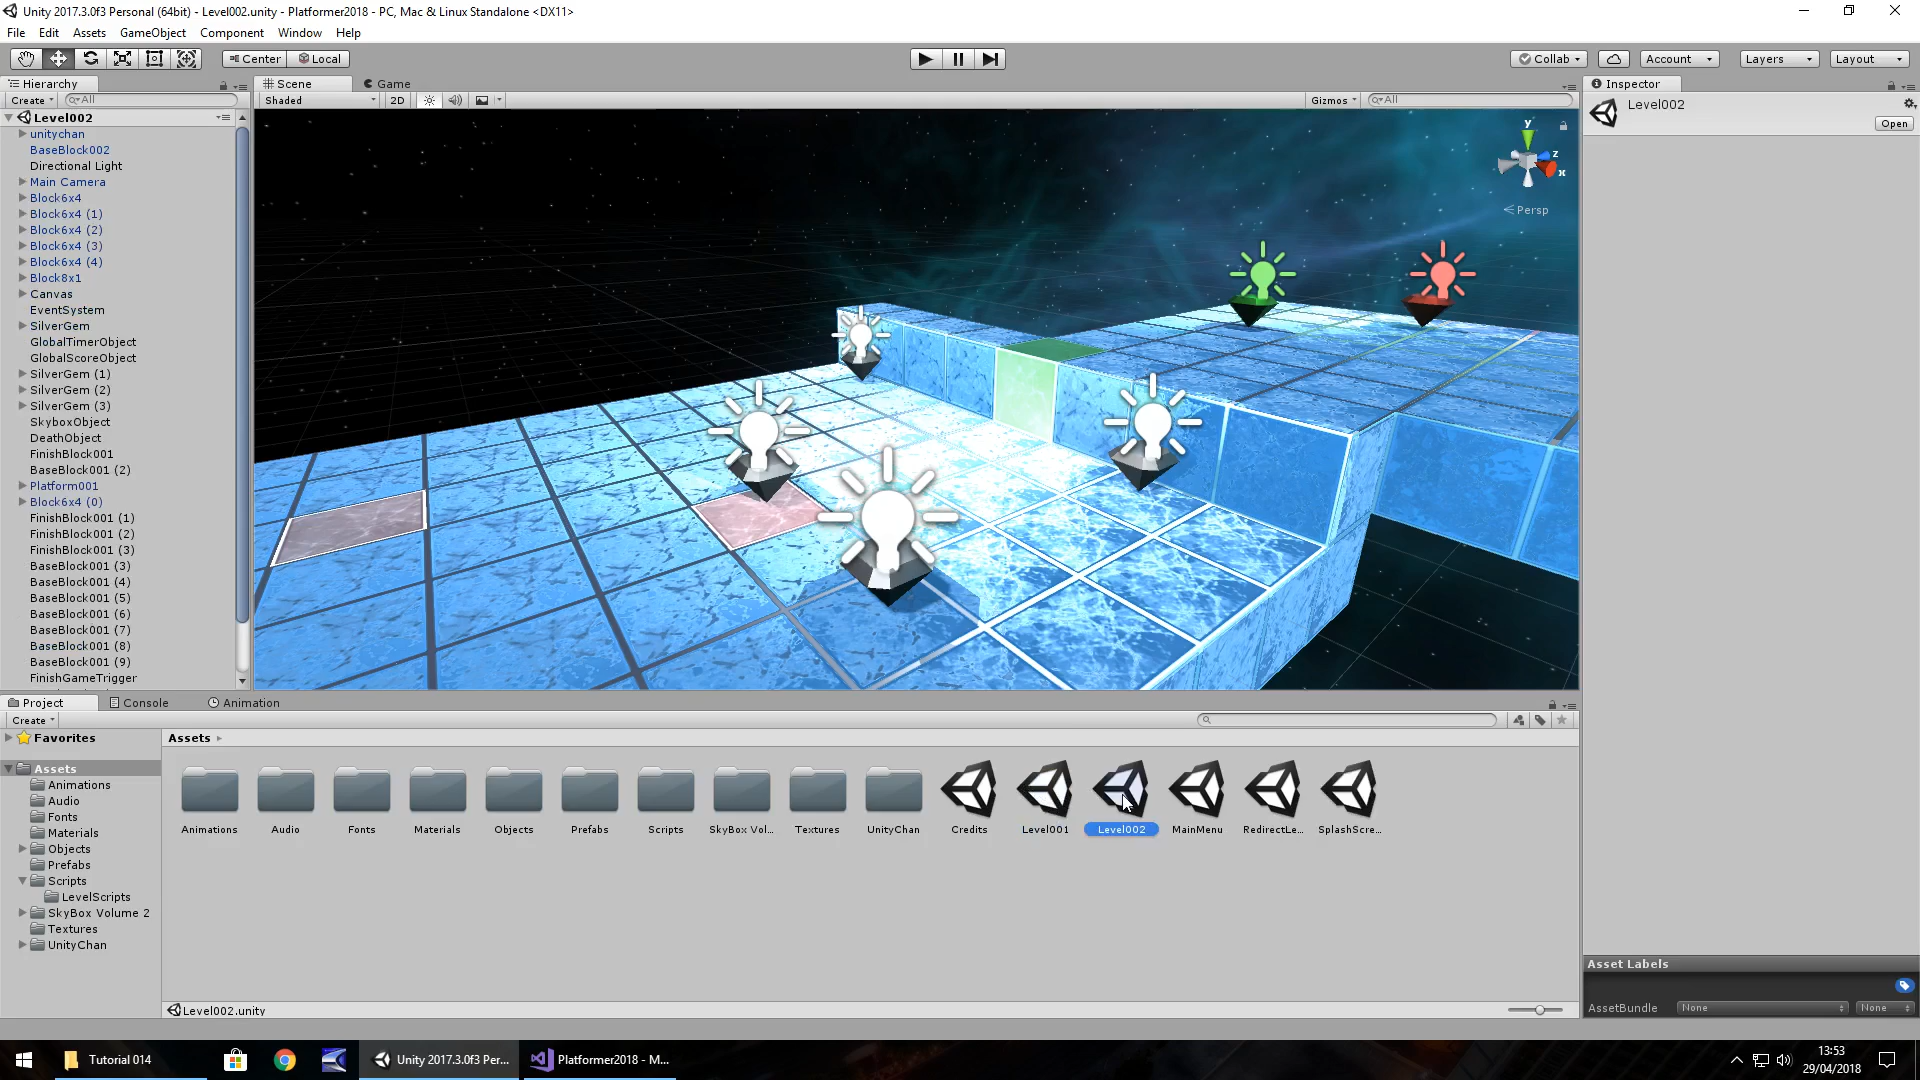 Unity 2017.3.0f3 Personal (64bit) - Level002.unity - Platformer2018 - PC, Mac & Linux Standalone <DX11>
File Edit Assets GameObject Component Window Help
Center Local Collab Account Layers Layout
Hierarchy
Create All
Level002
unitychan
BaseBlock002
Directional Light
Main Camera
Block6x4
Block6x4 (1)
Block6x4 (2)
Block6x4 (3)
Block6x4 (4)
Block8x1
Canvas
EventSystem
SilverGem
GlobalTimerObject
GlobalScoreObject
SilverGem (1)
SilverGem (2)
SilverGem (3)
SkyboxObject
DeathObject
FinishBlock001
BaseBlock001 (2)
Platform001
Block6x4 (0)
FinishBlock001 (1)
FinishBlock001 (2)
FinishBlock001 (3)
BaseBlock001 (3)
BaseBlock001 (4)
BaseBlock001 (5)
BaseBlock001 (6)
BaseBlock001 (7)
BaseBlock001 (8)
BaseBlock001 (9)
FinishGameTrigger
Scene Game
Shaded 2D Gizmos All
y
z
x
Persp
Inspector
Level002
Open
Project Console Animation
Create
Favorites
Assets
Animations
Audio
Fonts
Materials
Objects
Prefabs
Scripts
LevelScripts
SkyBox Volume 2
Textures
UnityChan
Assets
Animations Audio Fonts Materials Objects Prefabs Scripts SkyBox Vol... Textures UnityChan Credits Level001 Level002 MainMenu RedirectLe... SplashScre...
Level002.unity
Asset Labels
AssetBundle None None
Tutorial 014 Unity 2017.3.0f3 Per... Platformer2018 - M...
13:53
29/04/2018